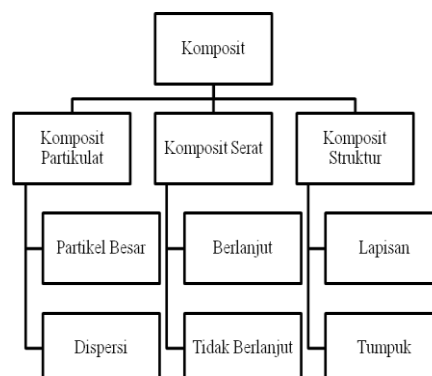 Komposit
Komposit
Partikulat
Komposit Serat
Komposit
Struktur
Partikel Besar
Berlanjut
Lapisan
Dispersi
Tidak Berlanjut
Tumpuk